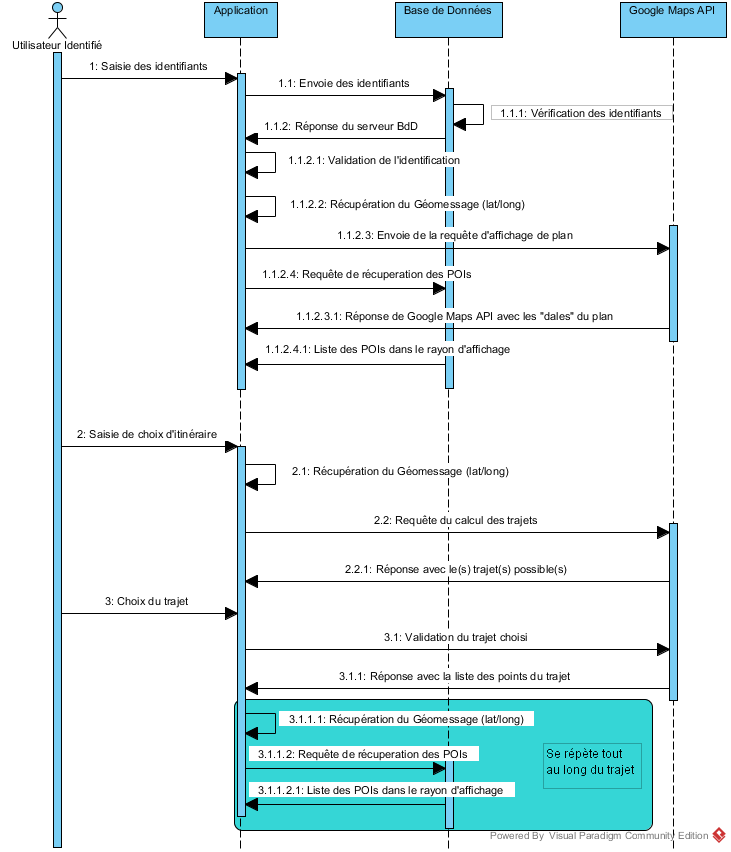 Application
Base de Données
Google Maps API
Utilisateur Identifié
1: Saisie des identifiants
1.1: Envoie des identifiants
1.1.1: Vérification des identifiants
1.1.2: Réponse du serveur BdD
1.1.2.1: Validation de l'identification
1.1.2.2: Récupération du Géomessage (lat/long)
1.1.2.3: Envoie de la requête d'affichage de plan
1.1.2.4: Requête de récuperation des POIs
1.1.2.3.1: Réponse de Google Maps API avec les "dales" du plan
1.1.2.4.1: Liste des POIs dans le rayon d'affichage
2: Saisie de choix d'itinéraire
2.1: Récupération du Géomessage (lat/long)
2.2: Requête du calcul des trajets
2.2.1: Réponse avec le(s) trajet(s) possible(s)
3: Choix du trajet
3.1: Validation du trajet choisi
3.1.1: Réponse avec la liste des points du trajet
3.1.1.1: Récupération du Géomessage (lat/long)
3.1.1.2: Requête de récuperation des POIs
Se répète tout
au long du trajet
3.1.1.2.1: Liste des POIs dans le rayon d'affichage
Powered By Visual Paradigm Community Edition